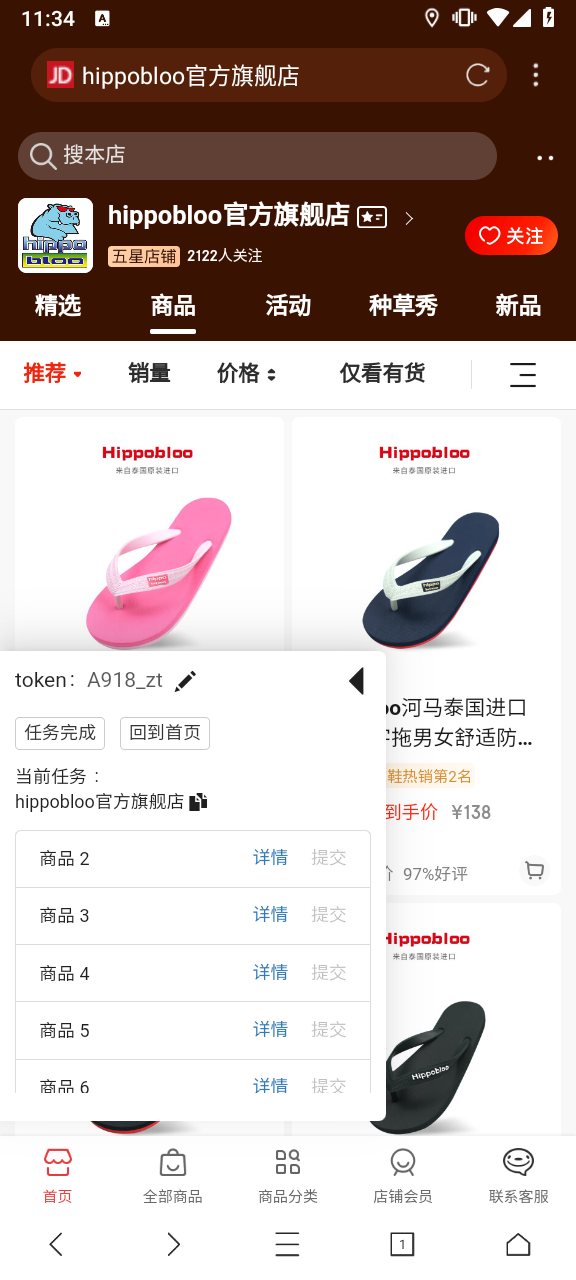 11:34
A
JD hippobloo官方旗舰店
搜本店
hippobloo官方旗舰店
五星店铺 2122人关注
关注
hippo
bloo
精选 商品 活动 种草秀 新品
推荐 销量 价格 仅看有货
Hippobloo
来自泰国原装进口
Hippobloo
来自泰国原装进口
token: A918_zt
任务完成 回到首页
当前任务：
hippobloo官方旗舰店
商品 2 详情 提交
商品 3 详情 提交
商品 4 详情 提交
商品 5 详情 提交
商品 6 详情 提交
oo河马泰国进口
字拖男女舒适防...
鞋热销第2名
到手价 ¥138
价 97%好评
Hippobloo
来自泰国原装进口
Hippobloo
首页 全部商品 商品分类 店铺会员 联系客服
1